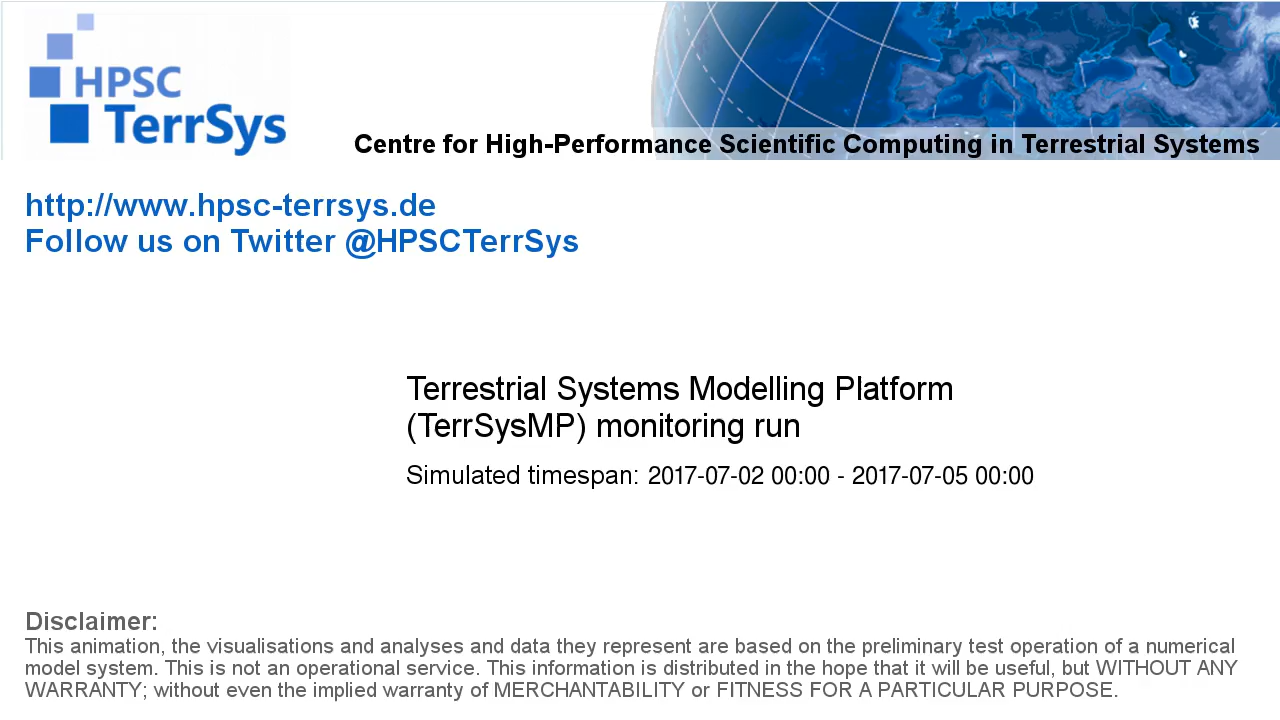 HPSC
TerrSys
Centre for High-Performance Scientific Computing in Terrestrial Systems
http://www.hpsc-terrsys.de
Follow us on Twitter @HPSCTerrSys
Terrestrial Systems Modelling Platform
(TerrSysMP) monitoring run
Simulated timespan: 2017-07-02 00:00 - 2017-07-05 00:00
Disclaimer:
This animation, the visualisations and analyses and data they represent are based on the preliminary test operation of a numerical
model system. This is not an operational service. This information is distributed in the hope that it will be useful, but WITHOUT ANY
WARRANTY; without even the implied warranty of MERCHANTABILITY or FITNESS FOR A PARTICULAR PURPOSE.